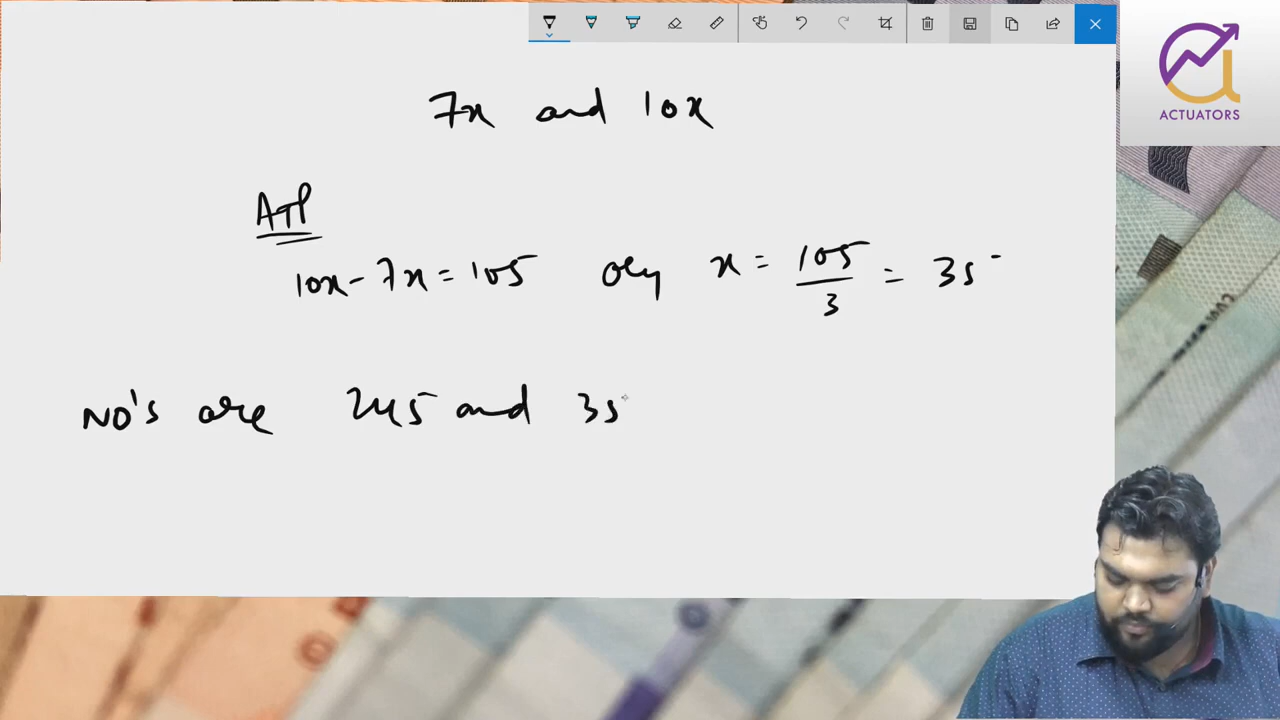 ACTUATORS
7x and 10x
ATP
10x - 7x = 105 or, x = 105/3 = 35
NO's are 245 and 35